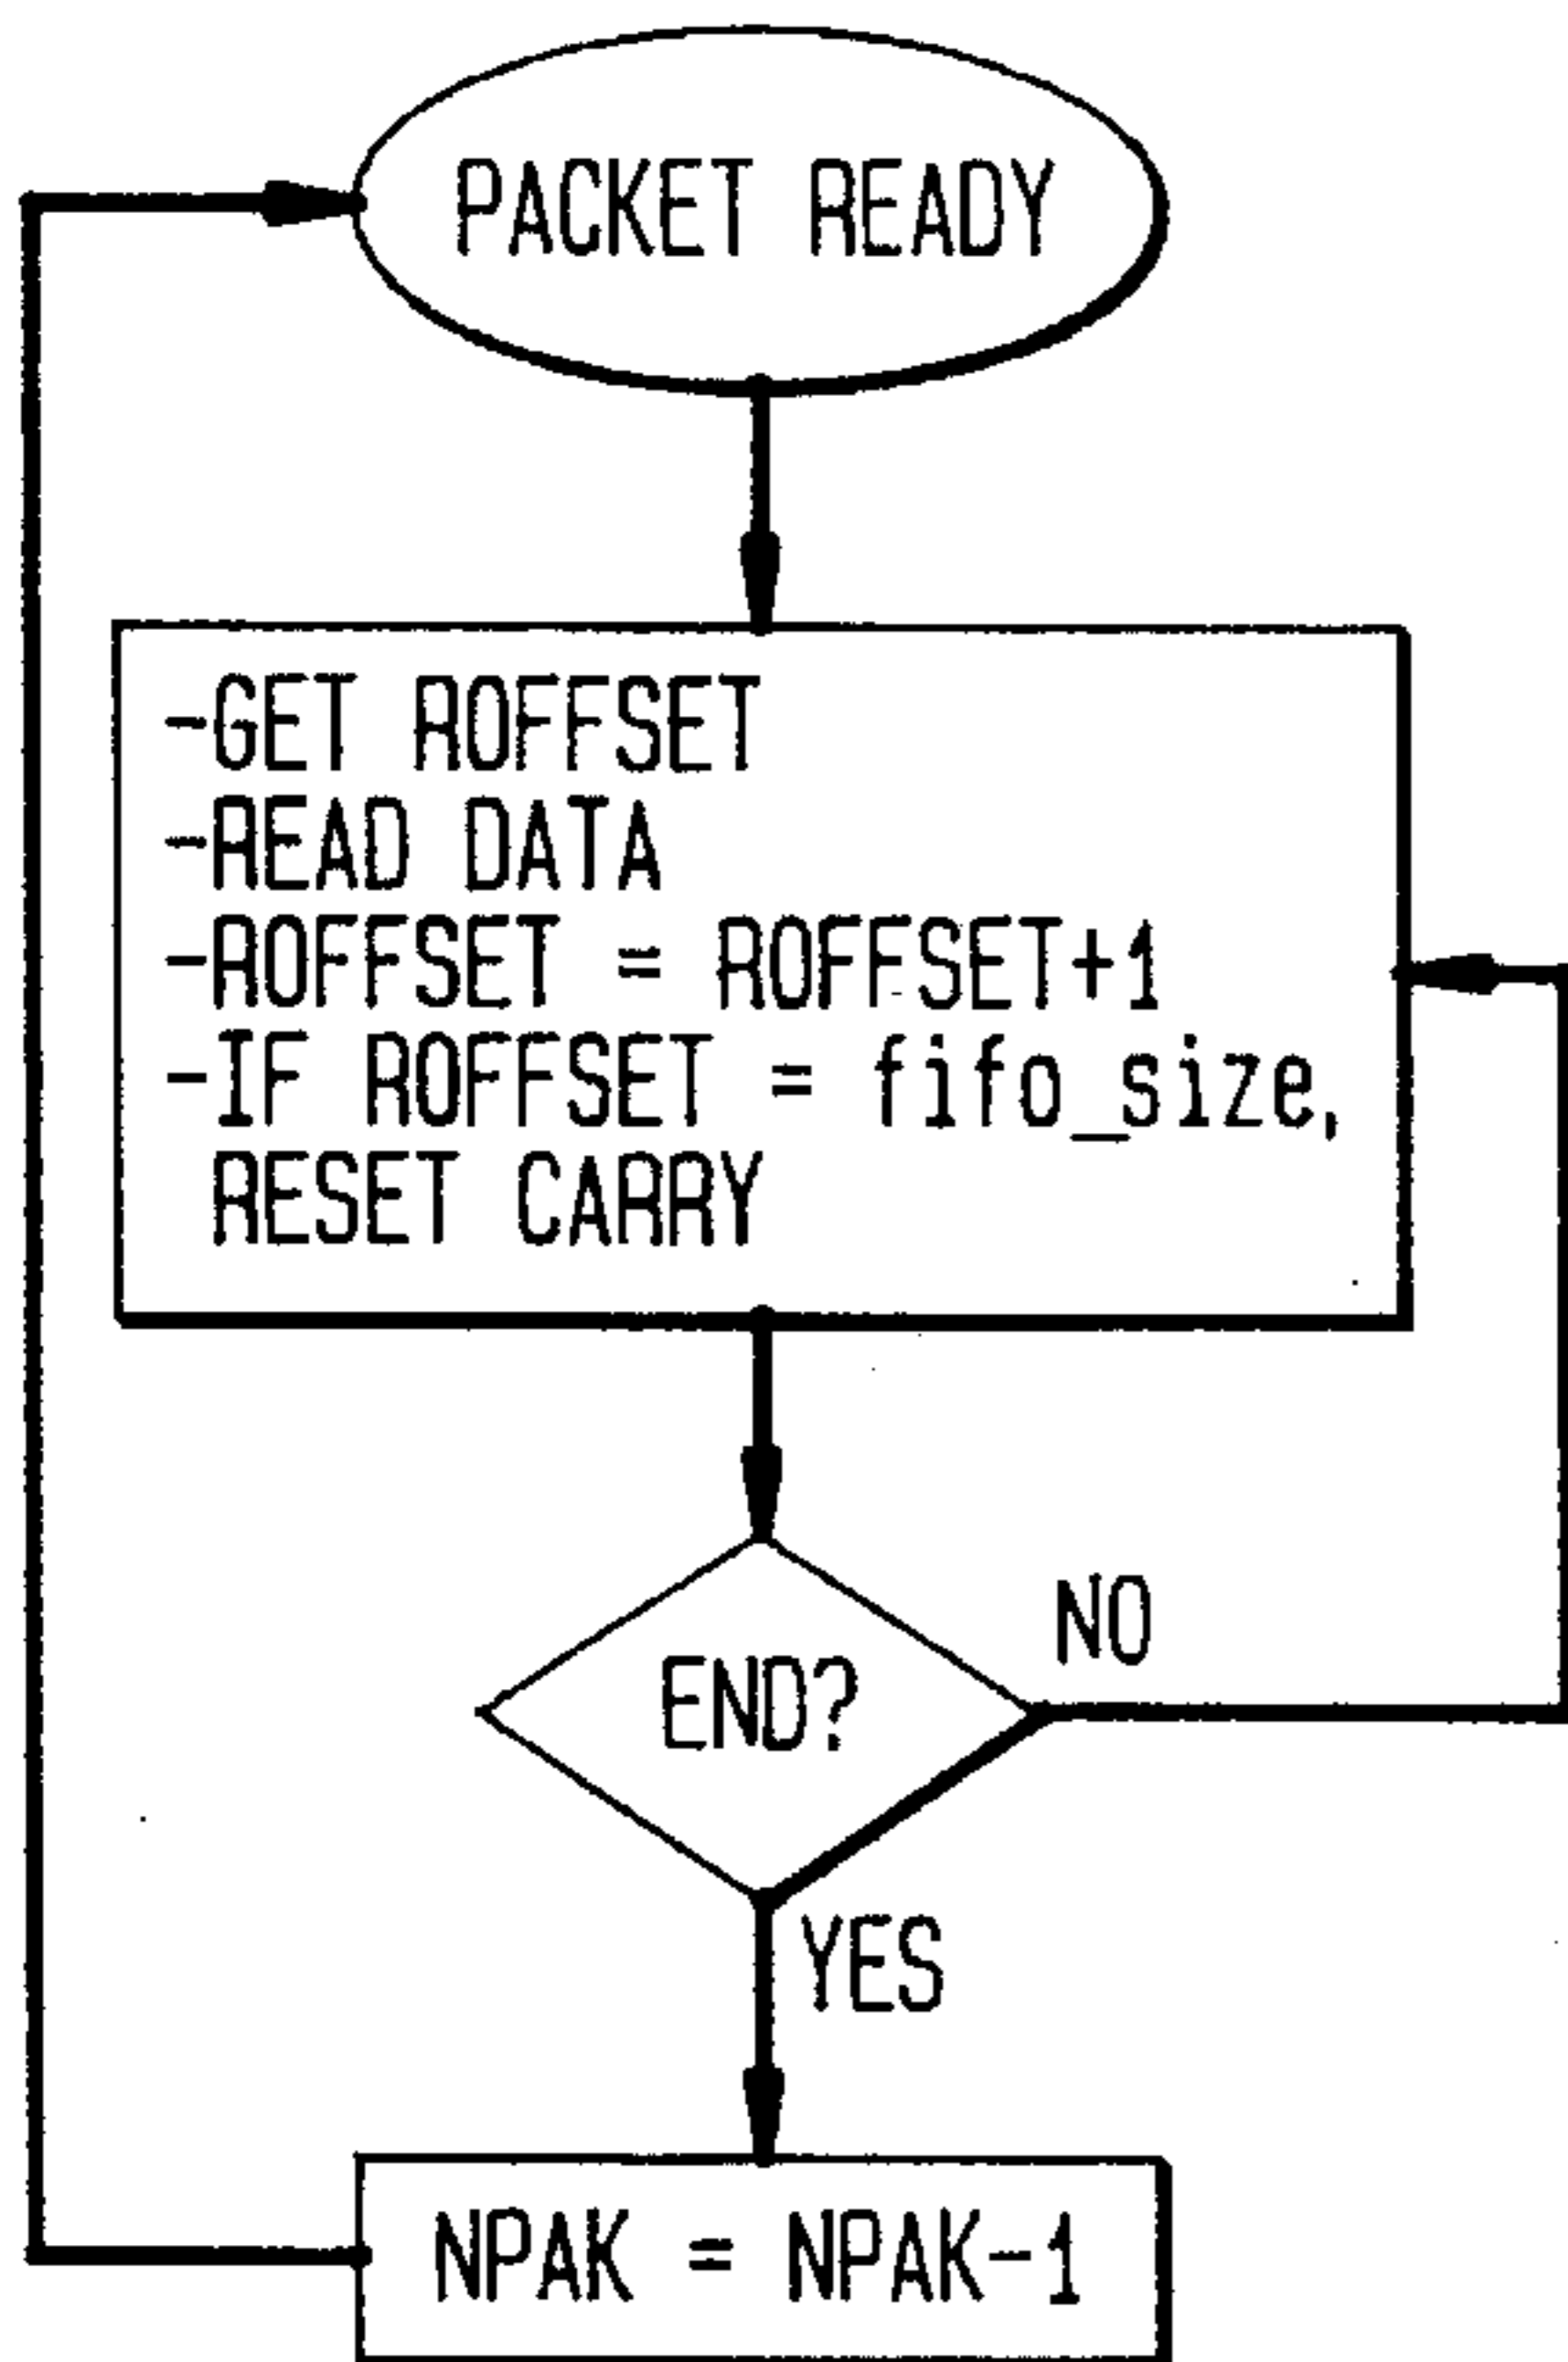 PACKET READY
-GET ROFFSET
-READ DATA
-ROFFSET = ROFFSET+1
-IF ROFFSET = fifo_size,
RESET CARRY
END?
NO
YES
NPAK = NPAK-1